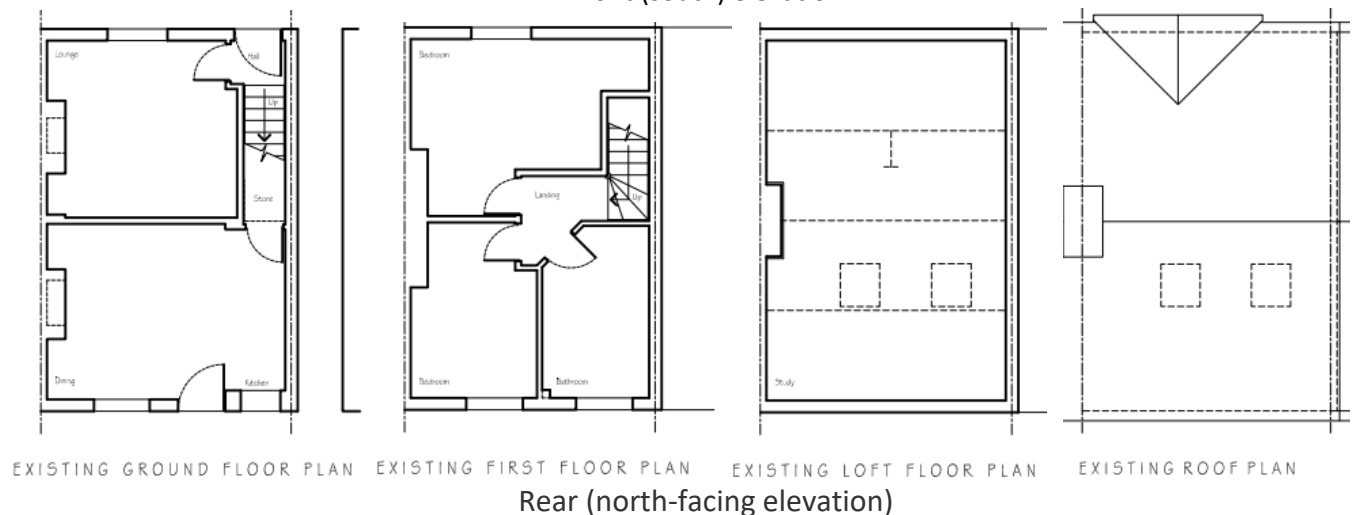 Lounge
Hall
Up
Store
Dining
Kitchen
Bedroom
Landing
Up
Bedroom
Bathroom
Study
EXISTING GROUND FLOOR PLAN
EXISTING FIRST FLOOR PLAN
EXISTING LOFT FLOOR PLAN
EXISTING ROOF PLAN
Rear (north-facing elevation)